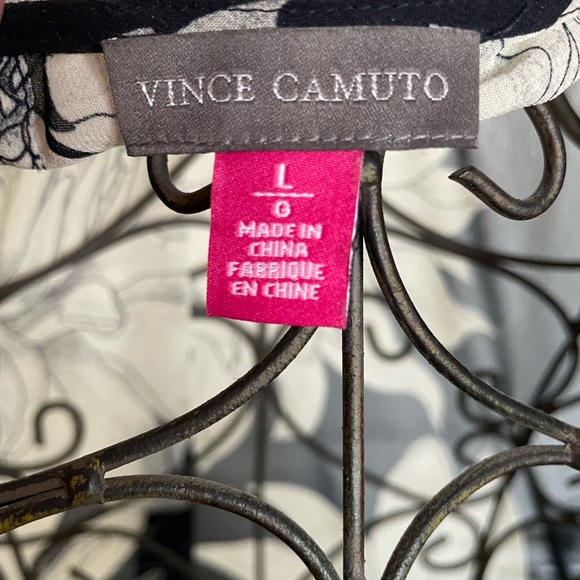 VINCE CAMUTO
L
G
MADE IN
CHINA
FABRIQUE
EN CHINE